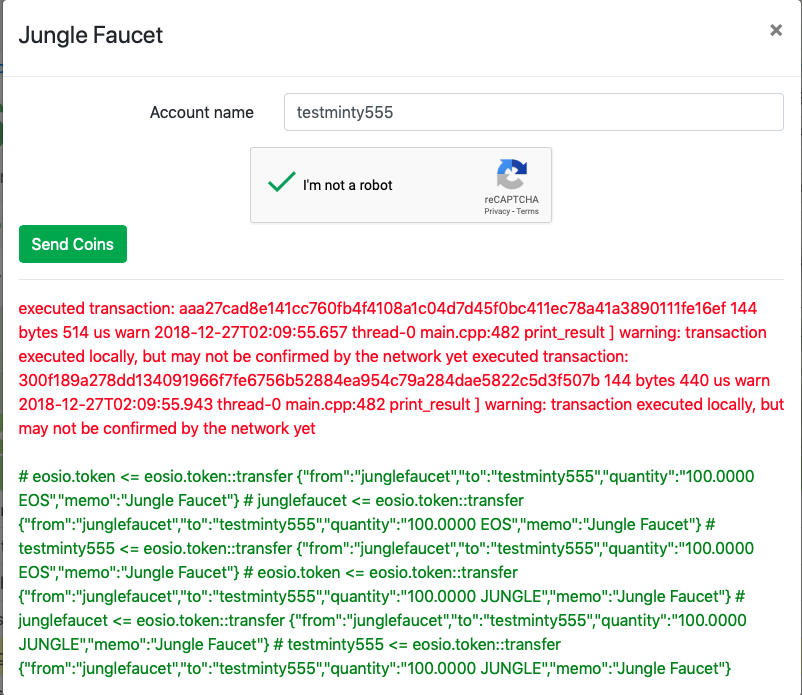 Jungle Faucet
×
Account name
testminty555
I'm not a robot
reCAPTCHA
Privacy - Terms
Send Coins
executed transaction: aaa27cad8e141cc760fb4f4108a1c04d7d45f0bc411ec78a41a3890111fe16ef 144
bytes 514 us warn 2018-12-27T02:09:55.657 thread-0 main.cpp:482 print_result ] warning: transaction
executed locally, but may not be confirmed by the network yet executed transaction:
300f189a278dd134091966f7fe6756b52884ea954c79a284dae5822c5d3f507b 144 bytes 440 us warn
2018-12-27T02:09:55.943 thread-0 main.cpp:482 print_result ] warning: transaction executed locally, but
may not be confirmed by the network yet
# eosio.token <= eosio.token::transfer {"from":"junglefaucet","to":"testminty555","quantity":"100.0000
EOS","memo":"Jungle Faucet"} # junglefaucet <= eosio.token::transfer
{"from":"junglefaucet","to":"testminty555","quantity":"100.0000 EOS","memo":"Jungle Faucet"} #
testminty555 <= eosio.token::transfer {"from":"junglefaucet","to":"testminty555","quantity":"100.0000
EOS","memo":"Jungle Faucet"} # eosio.token <= eosio.token::transfer
{"from":"junglefaucet","to":"testminty555","quantity":"100.0000 JUNGLE","memo":"Jungle Faucet"} #
junglefaucet <= eosio.token::transfer {"from":"junglefaucet","to":"testminty555","quantity":"100.0000
JUNGLE","memo":"Jungle Faucet"} # testminty555 <= eosio.token::transfer
{"from":"junglefaucet","to":"testminty555","quantity":"100.0000 JUNGLE","memo":"Jungle Faucet"}